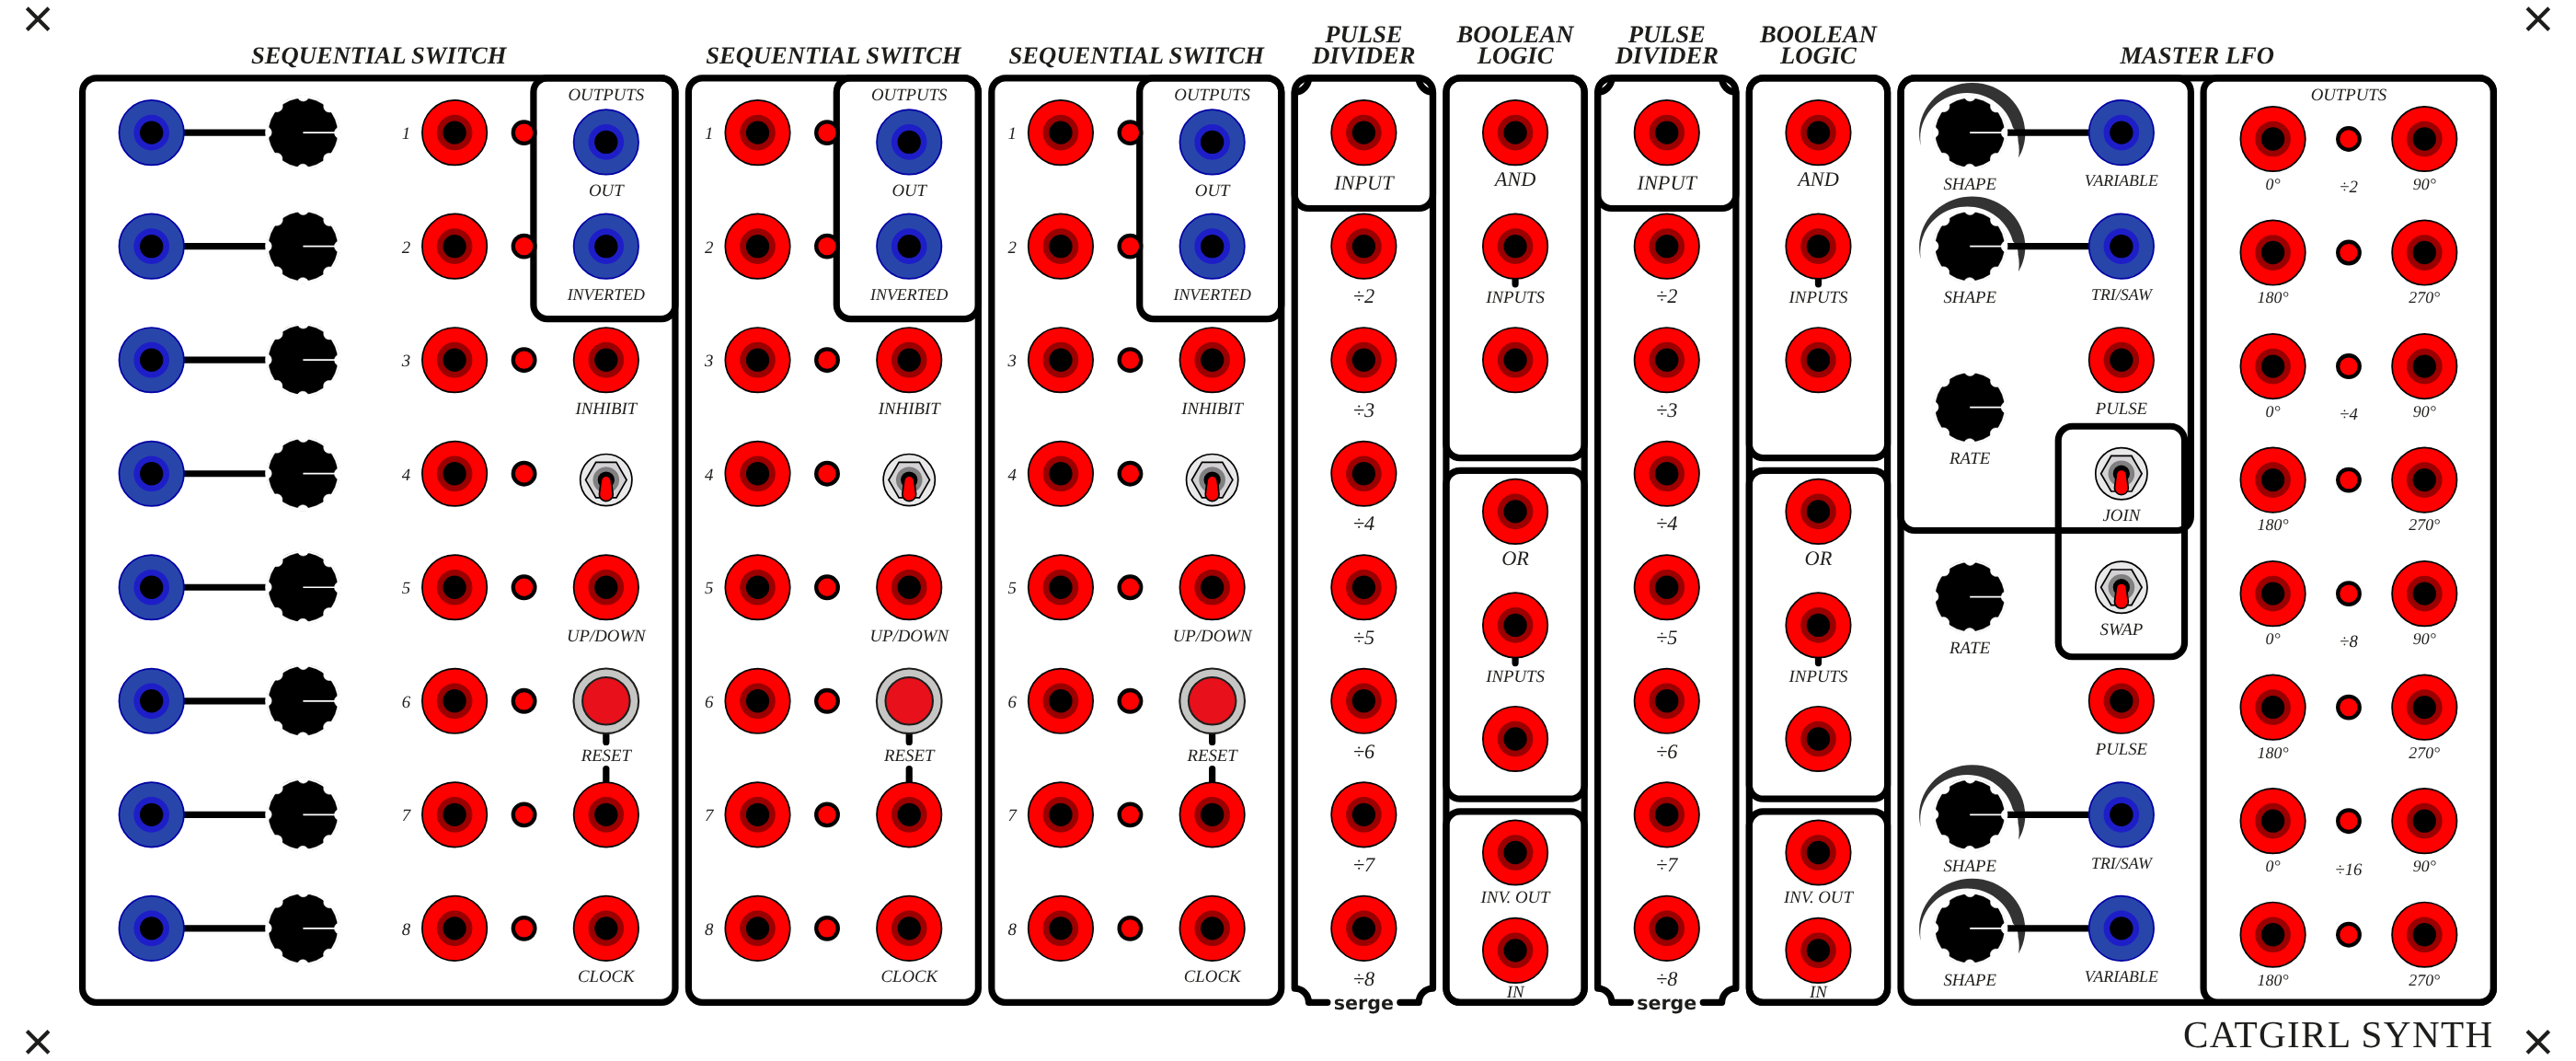 SEQUENTIAL SWITCH
1
2
3
4
5
6
7
8
OUTPUTS
OUT
INVERTED
INHIBIT
UP/DOWN
RESET
CLOCK
SEQUENTIAL SWITCH
1
2
3
4
5
6
7
8
OUTPUTS
OUT
INVERTED
INHIBIT
UP/DOWN
RESET
CLOCK
SEQUENTIAL SWITCH
1
2
3
4
5
6
7
8
OUTPUTS
OUT
INVERTED
INHIBIT
UP/DOWN
RESET
CLOCK
PULSE
DIVIDER
INPUT
÷2
÷3
÷4
÷5
÷6
÷7
÷8
serge
BOOLEAN
LOGIC
AND
INPUTS
OR
INPUTS
INV. OUT
IN
PULSE
DIVIDER
INPUT
÷2
÷3
÷4
÷5
÷6
÷7
÷8
serge
BOOLEAN
LOGIC
AND
INPUTS
OR
INPUTS
INV. OUT
IN
MASTER LFO
SHAPE VARIABLE
SHAPE TRI/SAW
PULSE
RATE
JOIN
SWAP
RATE
PULSE
SHAPE TRI/SAW
SHAPE VARIABLE
OUTPUTS
0° ÷2 90°
180° 270°
0° ÷4 90°
180° 270°
0° ÷8 90°
180° 270°
0° ÷16 90°
180° 270°
CATGIRL SYNTH